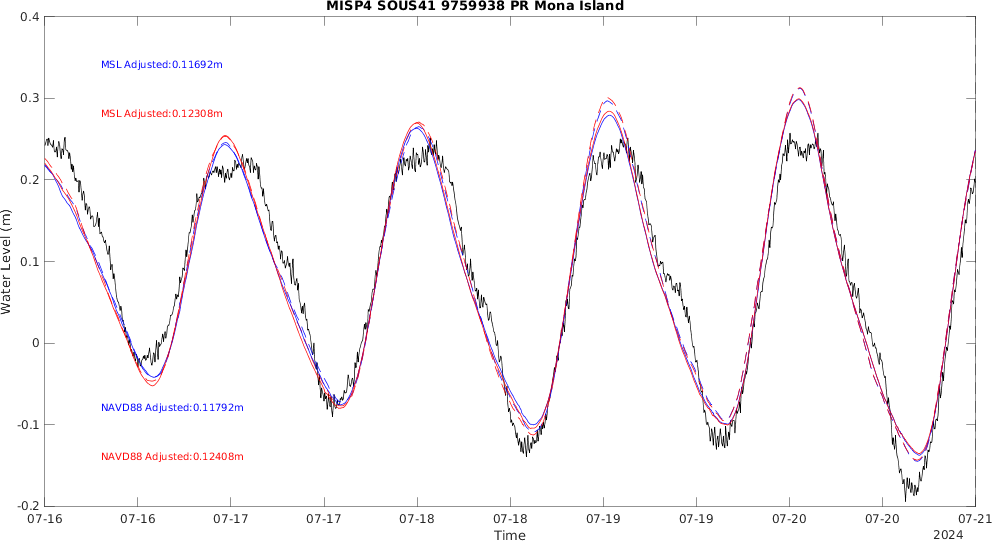 MISP4 SOUS41 9759938 PR Mona Island
0.4
MSL Adjusted:0.11692m
0.3
MSL Adjusted:0.12308m
0.2
0.1
Water Level (m)
0
NAVD88 Adjusted:0.11792m
-0.1
NAVD88 Adjusted:0.12408m
-0.2
07-16 07-16 07-17 07-17 07-18 07-18 07-19 07-19 07-20 07-20 07-21
Time
2024